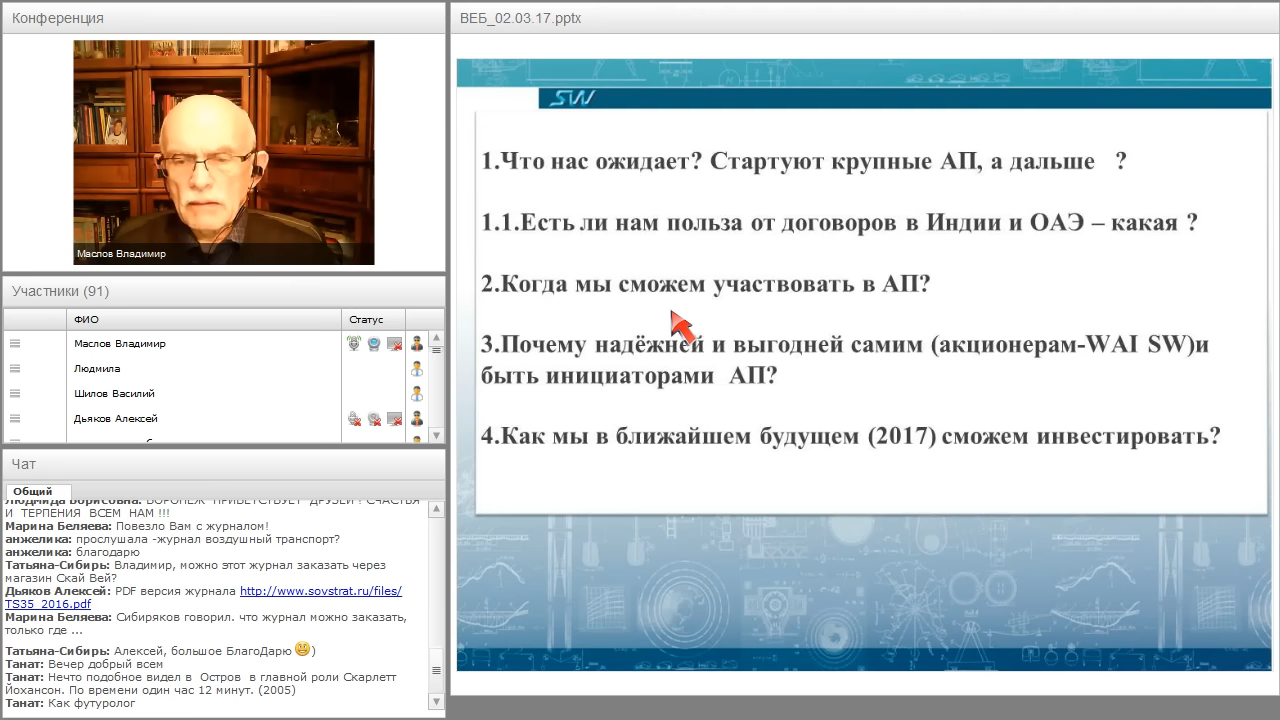 Конференция
Маслов Владимир
Участники (91)
ФИО
Статус
Маслов Владимир
Людмила
Шилов Василий
Дьяков Алексей
Чат
Общий
Людмида Борисовна: ВОРОНЕЖ ПРИВЕТСТВУЕТ ДРУЗЕЙ ! СЧАСТЬЯ
И ТЕРПЕНИЯ ВСЕМ НАМ !!!
Марина Беляева: Повезло Вам с журналом!
анжелика: прослушала -журнал воздушный транспорт?
анжелика: благодарю
Татьяна-Сибирь: Владимир, можно этот журнал заказать через
магазин Скай Вей?
Дьяков Алексей: PDF версия журнала http://www.sovstrat.ru/files/
TS35_2016.pdf
Марина Беляева: Сибиряков говорил. что журнал можно заказать,
только где ...
Татьяна-Сибирь: Алексей, большое БлагоДарю )
Танат: Вечер добрый всем
Танат: Нечто подобное видел в Остров в главной роли Скарлетт
Йохансон. По времени один час 12 минут. (2005)
Танат: Как футуролог
ВЕБ_02.03.17.pptx
SW
1.Что нас ожидает? Стартуют крупные АП, а дальше ?
1.1.Есть ли нам польза от договоров в Индии и ОАЭ – какая ?
2.Когда мы сможем участвовать в АП?
3.Почему надёжней и выгодней самим (акционерам-WAI SW)и
быть инициаторами АП?
4.Как мы в ближайшем будущем (2017) сможем инвестировать?